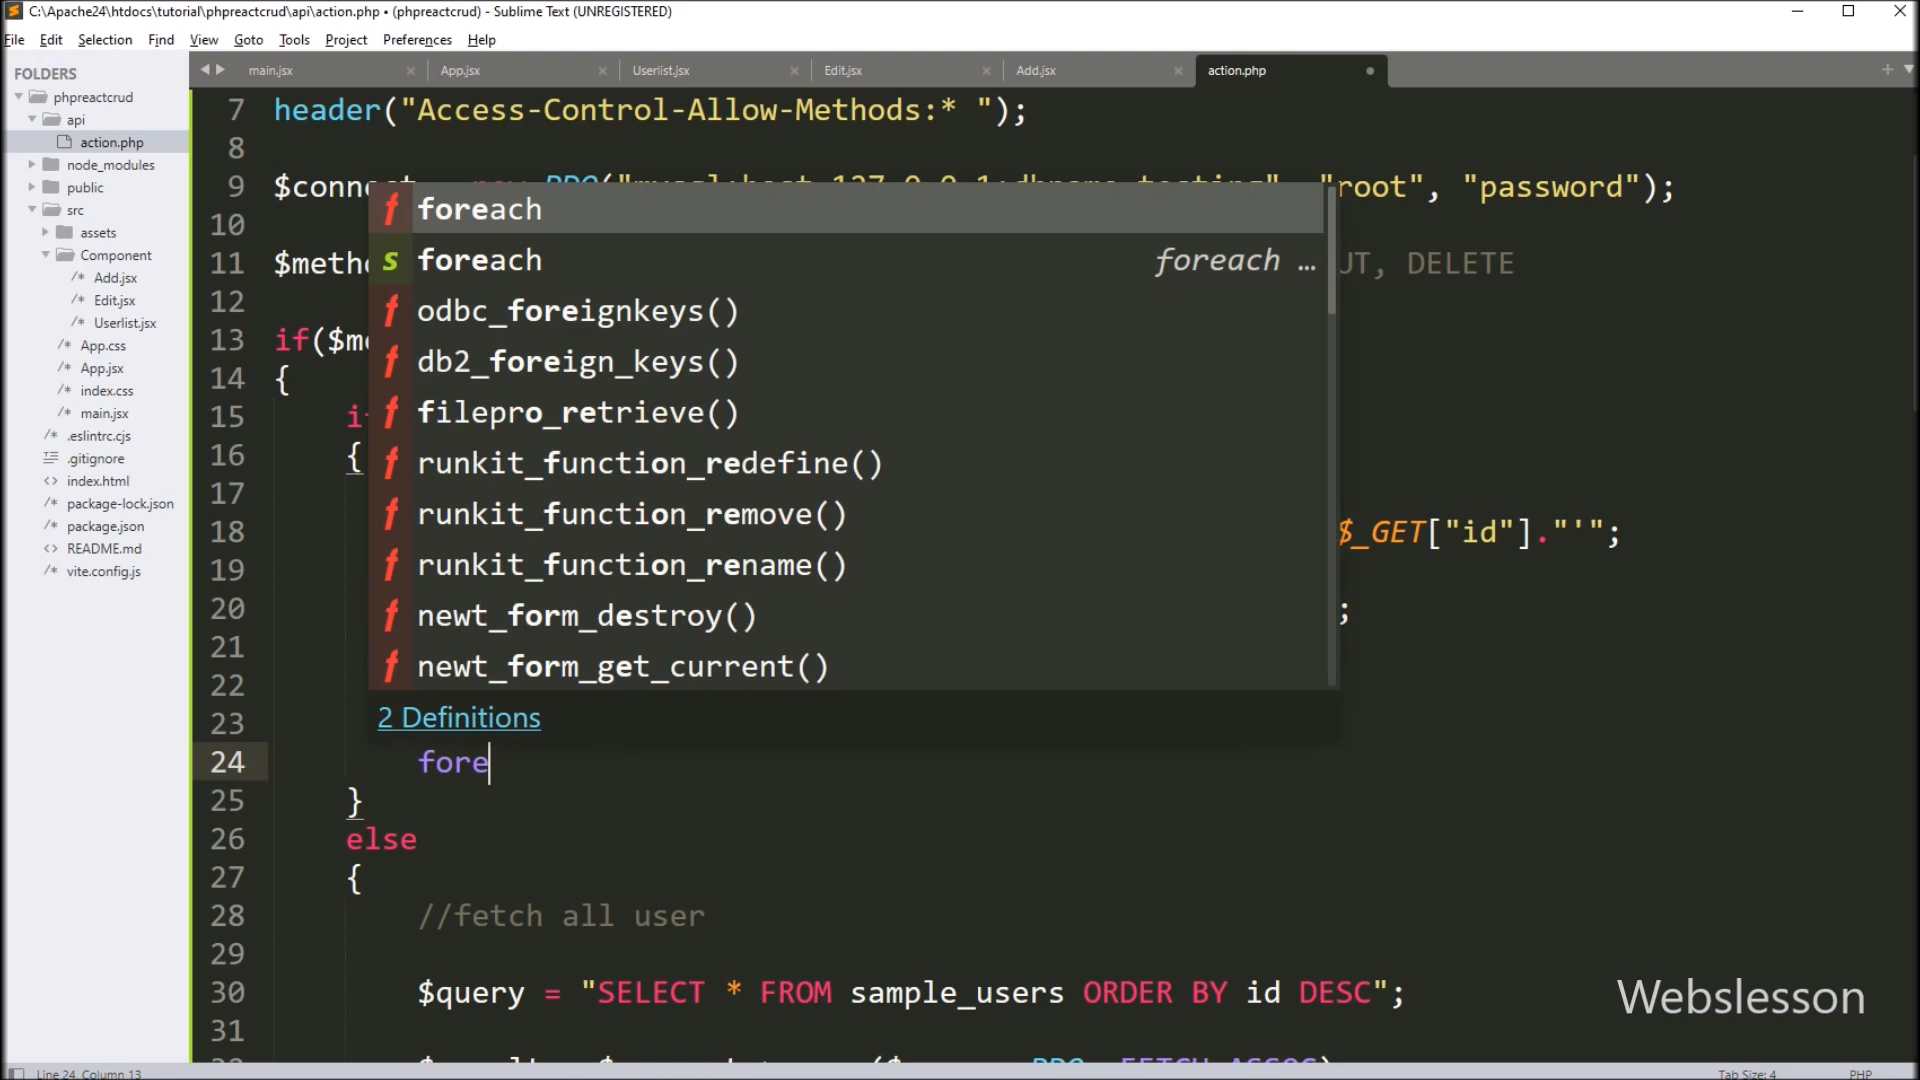 C:\Apache24\htdocs\tutorial\phpreactcrud\api\action.php • (phpreactcrud) - Sublime Text (UNREGISTERED)
File Edit Selection Find View Goto Tools Project Preferences Help
FOLDERS
phpreactcrud
api
action.php
node_modules
public
src
assets
Component
/* Add.jsx
/* Edit.jsx
/* Userlist.jsx
/* App.css
/* App.jsx
/* index.css
/* main.jsx
/* .eslintrc.cjs
.gitignore
<> index.html
/* package-lock.json
/* package.json
<> README.md
/* vite.config.js
main.jsx App.jsx Userlist.jsx Edit.jsx Add.jsx action.php
7 header("Access-Control-Allow-Methods:* ");
8
9 $connect "root", "password");
10
11 DELETE
12
13 if(
14 {
15
16 {
17
18 $_GET["id"]."'";
19
20 ;
21
22
23
foreach
foreach foreach ...
odbc_foreignkeys()
db2_foreign_keys()
filepro_retrieve()
runkit_function_redefine()
runkit_function_remove()
runkit_function_rename()
newt_form_destroy()
newt_form_get_current()
2 Definitions
24 fore
25 }
26 else
27 {
28 //fetch all user
29
30 $query = "SELECT * FROM sample_users ORDER BY id DESC";
31
Webslesson
Line 24, Column 13 Tab Size: 4 PHP